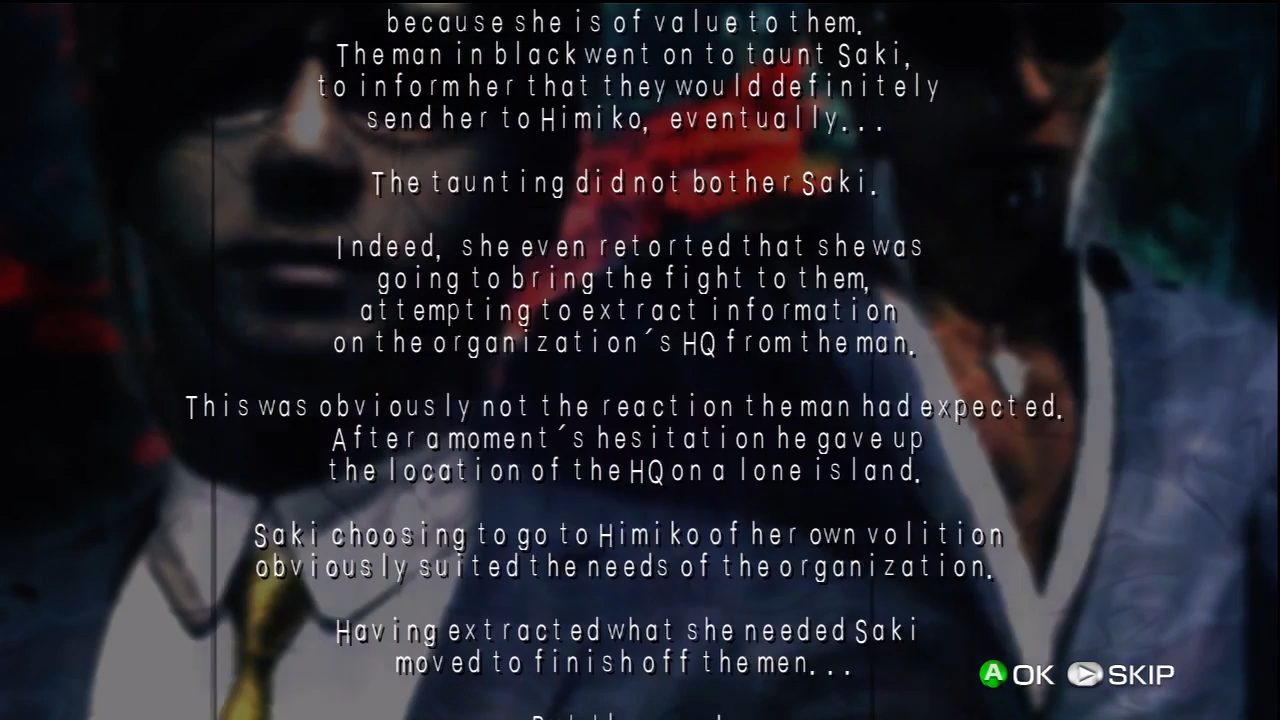 because she is of value to them.
The man in black went on to taunt Saki,
to inform her that they would definitely
send her to Himiko, eventually...
The taunting did not bother Saki.
Indeed, she even retorted that she was
going to bring the fight to them,
attempting to extract information
on the organization´s HQ from the man.
This was obviously not the reaction the man had expected.
After a moment´s hesitation he gave up
the location of the HQ on a lone island.
Saki choosing to go to Himiko of her own volition
obviously suited the needs of the organization.
Having extracted what she needed Saki
moved to finish off the men...
A OK SKIP